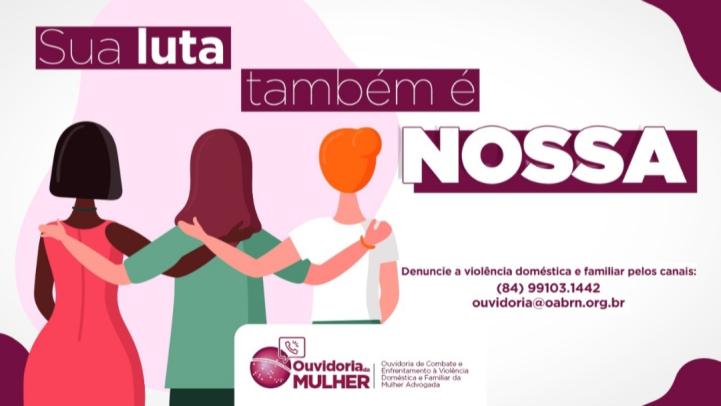 Sua luta
também é
NOSSA
Denuncie a violência doméstica e familiar pelos canais:
(84) 99103.1442
ouvidoria@oabrn.org.br
Ouvidoria da
MULHER
Ouvidoria de Combate e
Enfrentamento à Violência
Doméstica e Familiar da
Mulher Advogada